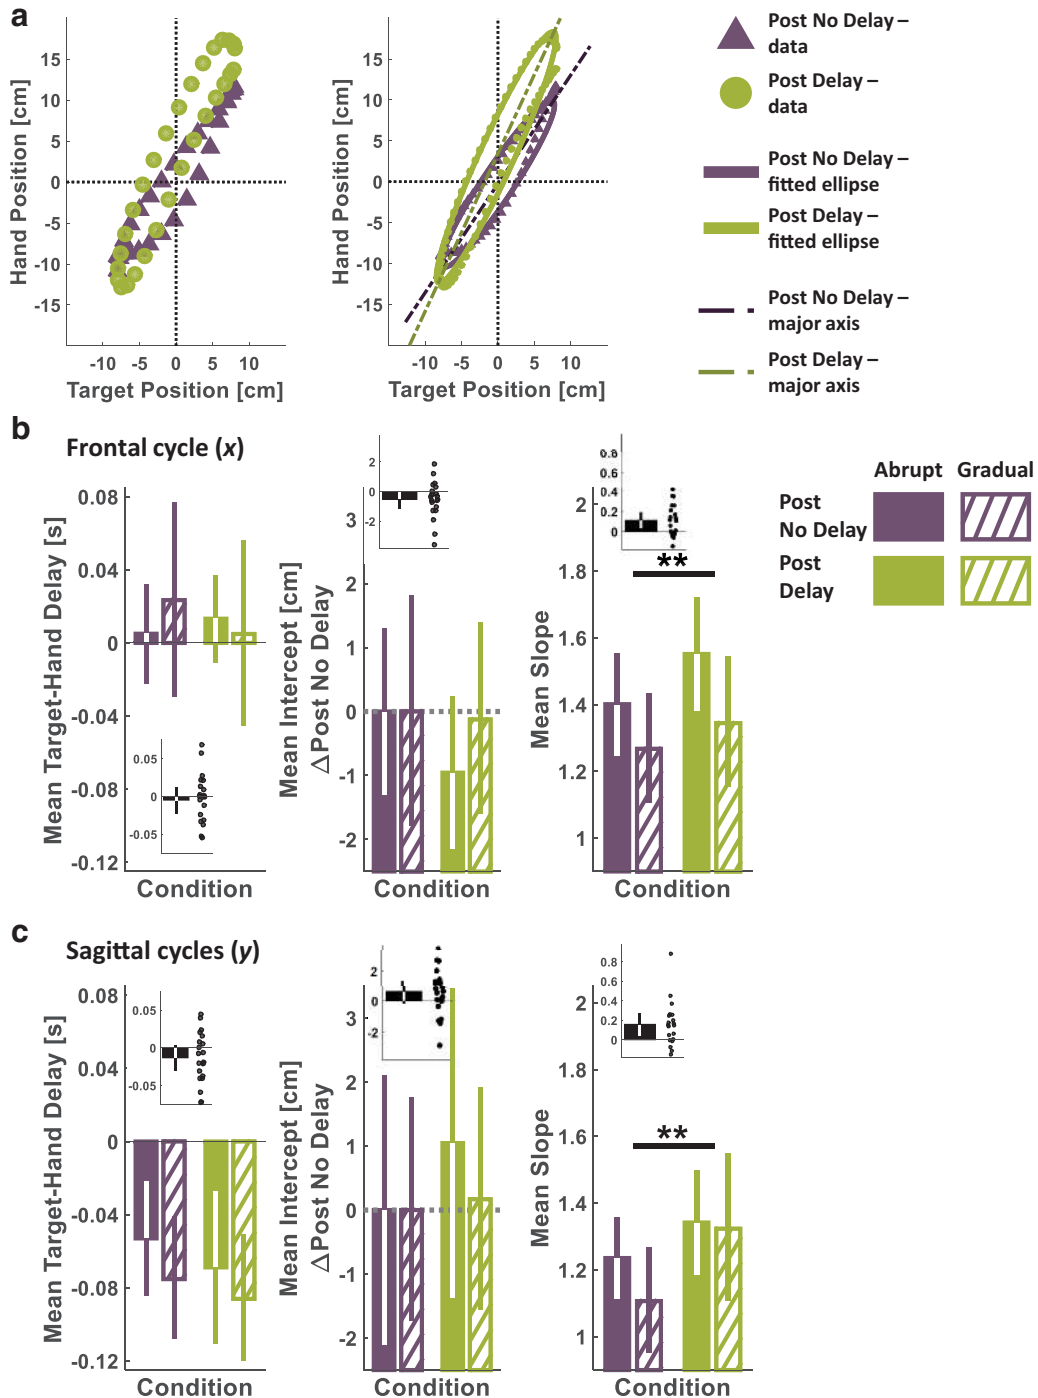 a
Hand Position [cm]
15
10
5
0
-5
-10
-15
-10 -5 0 5 10
Target Position [cm]
Hand Position [cm]
15
10
5
0
-5
-10
-15
-10 -5 0 5 10
Target Position [cm]
Post No Delay –
data
Post Delay –
data
Post No Delay –
fitted ellipse
Post Delay –
fitted ellipse
Post No Delay –
major axis
Post Delay –
major axis
b
Frontal cycle (x)
Mean Target-Hand Delay [s]
0.08
0.04
0
-0.04
-0.08
-0.12
0.05
0
-0.05
Condition
Mean Intercept [cm]
ΔPost No Delay
3
2
1
0
-1
-2
2
0
-2
Condition
Mean Slope
2
1.8
1.6
1.4
1.2
1
0.8
0.6
0.4
0.2
0
**
Condition
Abrupt Gradual
Post
No Delay
Post
Delay
c
Sagittal cycles (y)
Mean Target-Hand Delay [s]
0.08
0.04
0
-0.04
-0.08
-0.12
0.05
0
-0.05
Condition
Mean Intercept [cm]
ΔPost No Delay
3
2
1
0
-1
-2
2
0
-2
Condition
Mean Slope
2
1.8
1.6
1.4
1.2
1
0.8
0.6
0.4
0.2
0
**
Condition